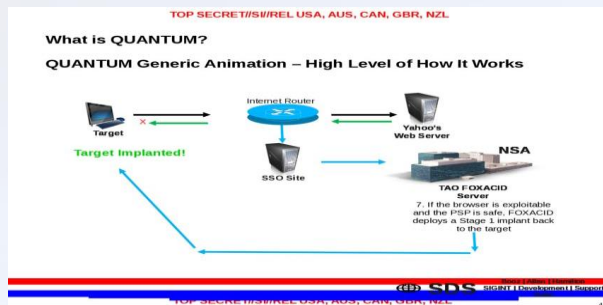 TOP SECRET//SI//REL USA, AUS, CAN, GBR, NZL
What is QUANTUM?
QUANTUM Generic Animation – High Level of How It Works
Internet Router
Target
Yahoo's
Web Server
Target Implanted!
NSA
SSO Site
TAO FOXACID
Server
7. If the browser is exploitable
and the PSP is safe, FOXACID
deploys a Stage 1 implant back
to the target
Booz | Allen | Hamilton
SDS SIGINT | Development | Support
TOP SECRET//SI//REL USA, AUS, CAN, GBR, NZL